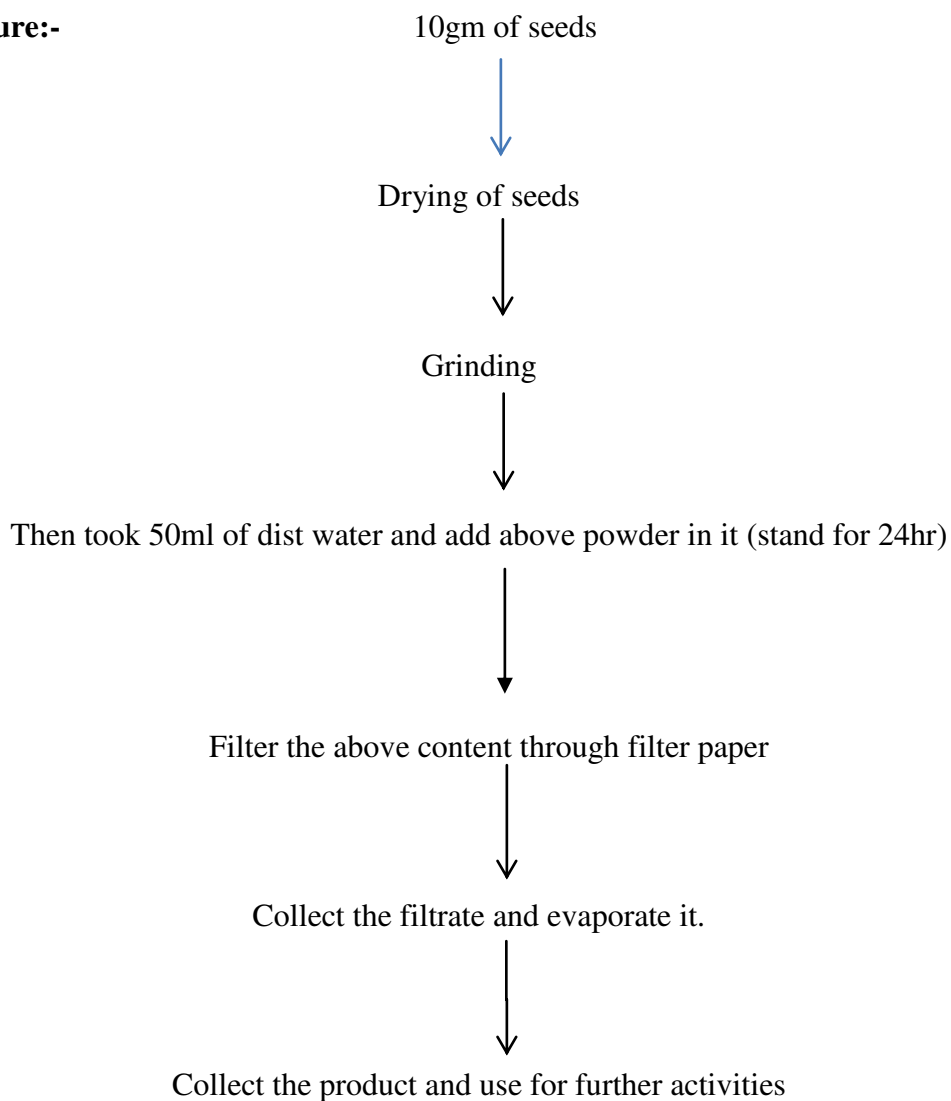 ure:- 10gm of seeds
Drying of seeds
Grinding
Then took 50ml of dist water and add above powder in it (stand for 24hr)
Filter the above content through filter paper
Collect the filtrate and evaporate it.
Collect the product and use for further activities